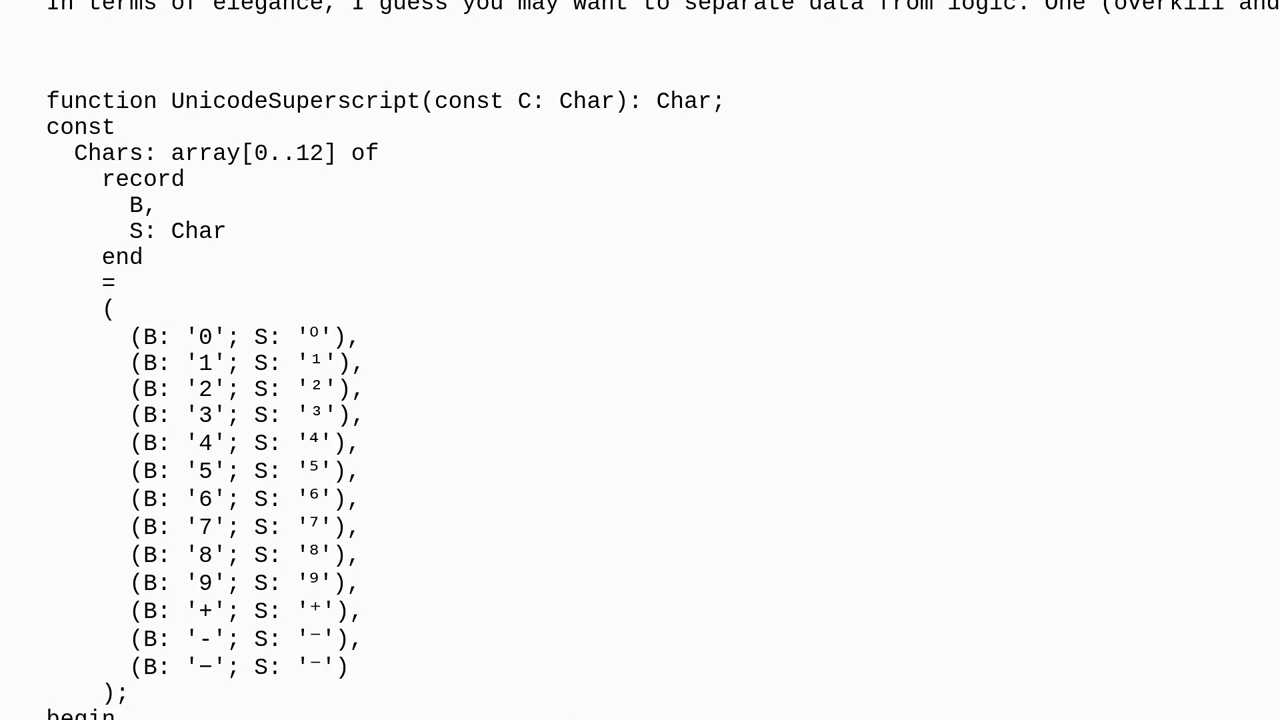 In terms of elegance, I guess you may want to separate data from logic. One (overkill and
function UnicodeSuperscript(const C: Char): Char;
const
  Chars: array[0..12] of
    record
      B,
      S: Char
    end
    =
    (
      (B: '0'; S: '⁰'),
      (B: '1'; S: '¹'),
      (B: '2'; S: '²'),
      (B: '3'; S: '³'),
      (B: '4'; S: '⁴'),
      (B: '5'; S: '⁵'),
      (B: '6'; S: '⁶'),
      (B: '7'; S: '⁷'),
      (B: '8'; S: '⁸'),
      (B: '9'; S: '⁹'),
      (B: '+'; S: '⁺'),
      (B: '-'; S: '⁻'),
      (B: '−'; S: '⁻')
    );
begin